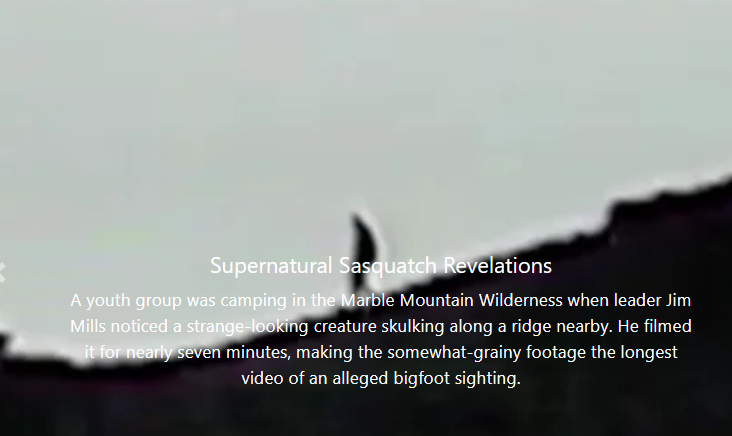 Supernatural Sasquatch Revelations
A youth group was camping in the Marble Mountain Wilderness when leader Jim
Mills noticed a strange-looking creature skulking along a ridge nearby. He filmed
it for nearly seven minutes, making the somewhat-grainy footage the longest
video of an alleged bigfoot sighting.